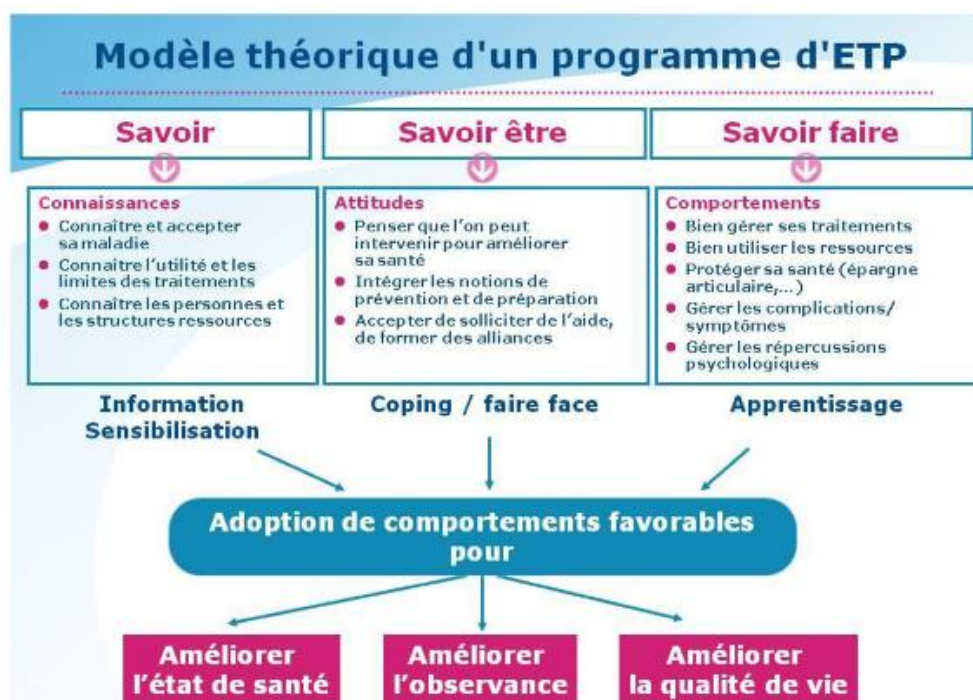 Modèle théorique d'un programme d'ETP
Savoir
Connaissances
Connaître et accepter
sa maladie
Connaître l'utilité et les
limites des traitements
Connaître les personnes et
les structures ressources
Information
Sensibilisation
Savoir être
Attitudes
Penser que l'on peut
intervenir pour améliorer
sa santé
Intégrer les notions de
prévention et de préparation
Accepter de solliciter de l'aide,
de former des alliances
Coping / faire face
Savoir faire
Comportements
Bien gérer ses traitements
Bien utiliser les ressources
Protéger sa santé (épargne
articulaire,...)
Gérer les complications/
symptômes
Gérer les répercussions
psychologiques
Apprentissage
Adoption de comportements favorables
pour
Améliorer
l'état de santé
Améliorer
l'observance
Améliorer
la qualité de vie